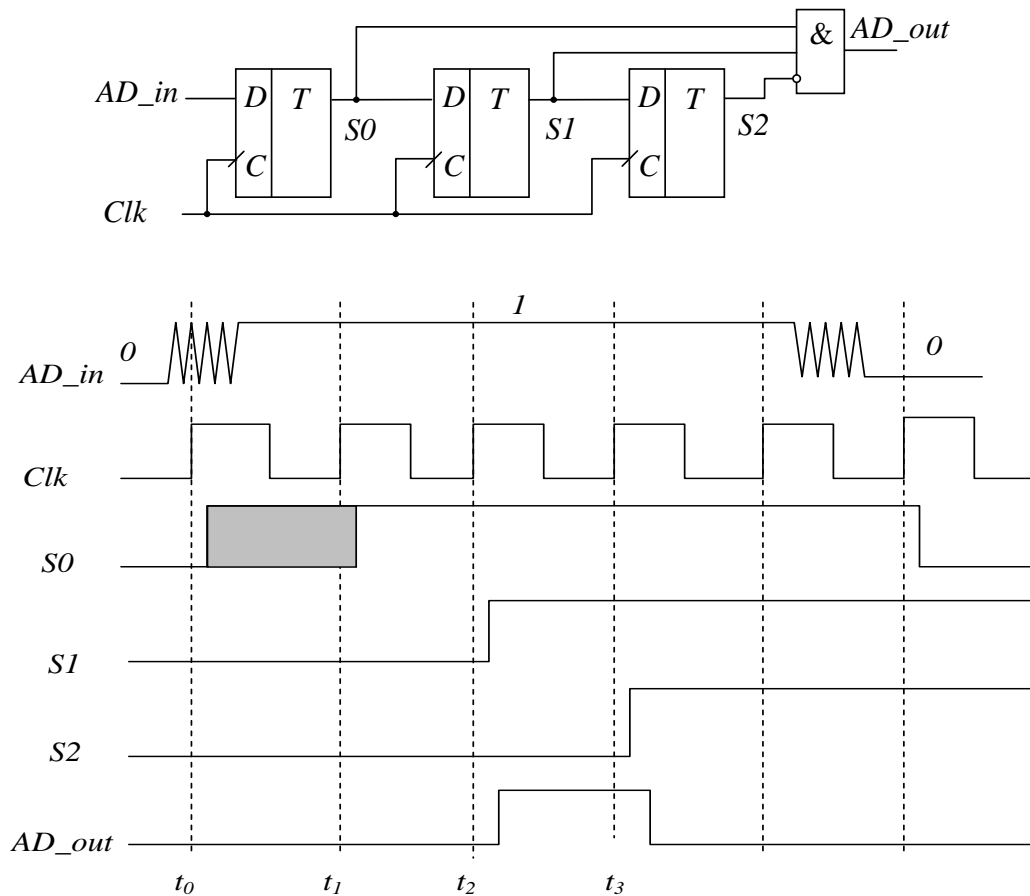 & AD_out
AD_in D T D T D T
S0 S1 S2
C C C
Clk
1
0 0
AD_in
Clk
S0
S1
S2
AD_out
t0 t1 t2 t3